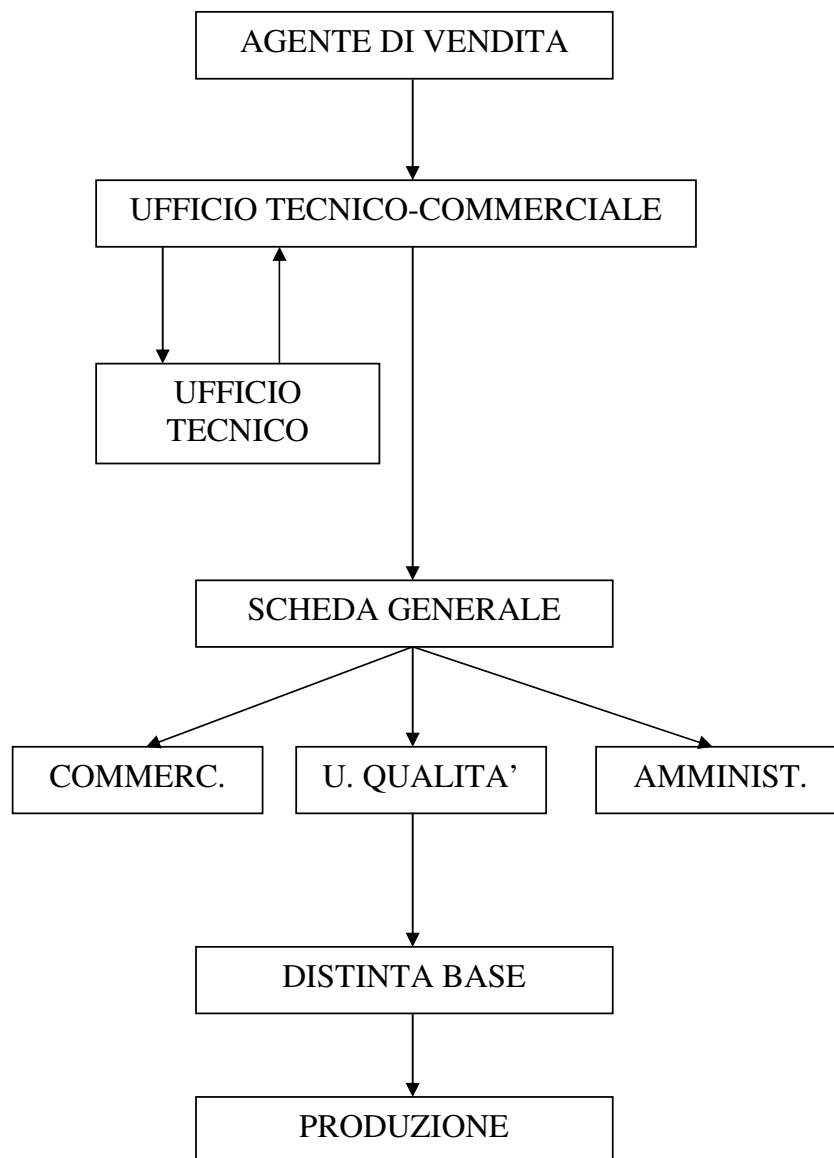 AGENTE DI VENDITA
UFFICIO TECNICO-COMMERCIALE
UFFICIO
TECNICO
SCHEDA GENERALE
COMMERC.
U. QUALITA’
AMMINIST.
DISTINTA BASE
PRODUZIONE